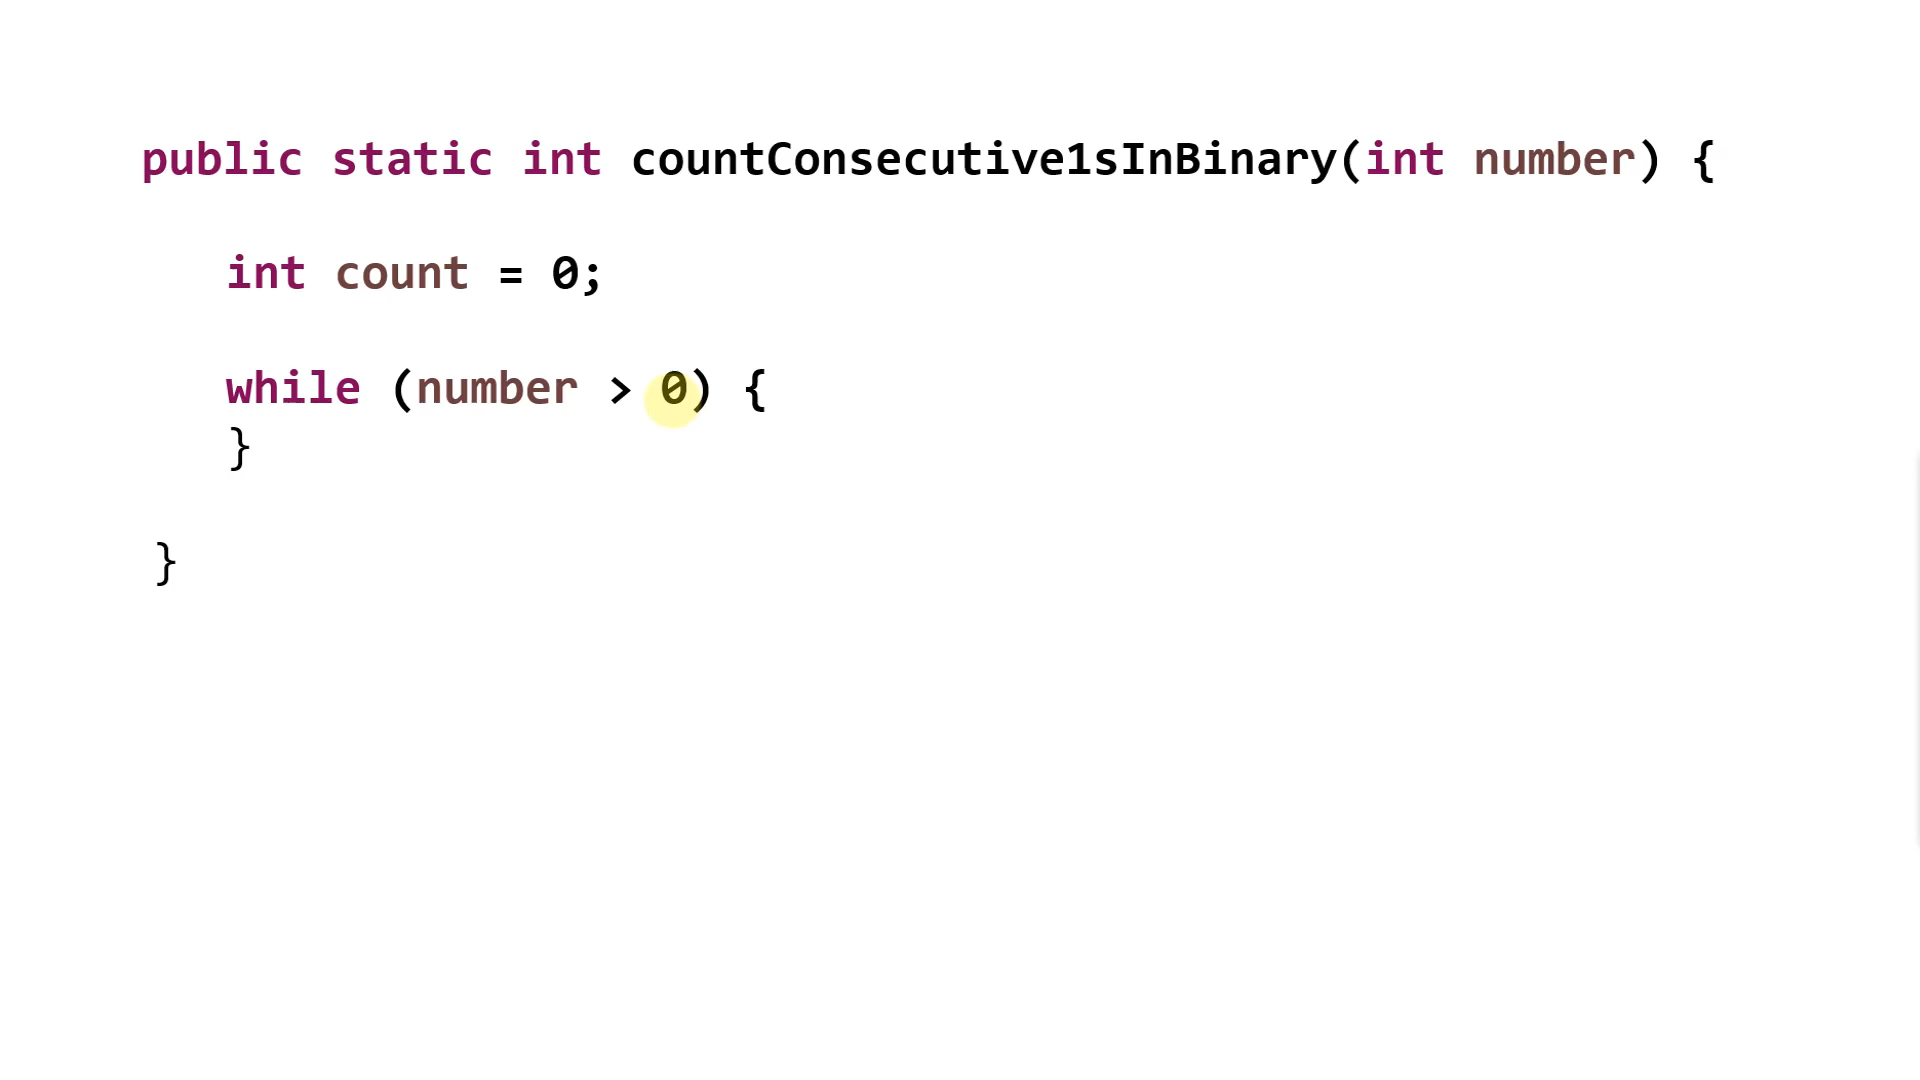 public static int countConsecutive1sInBinary(int number) {
int count = 0;
while (number > 0) {
}
}